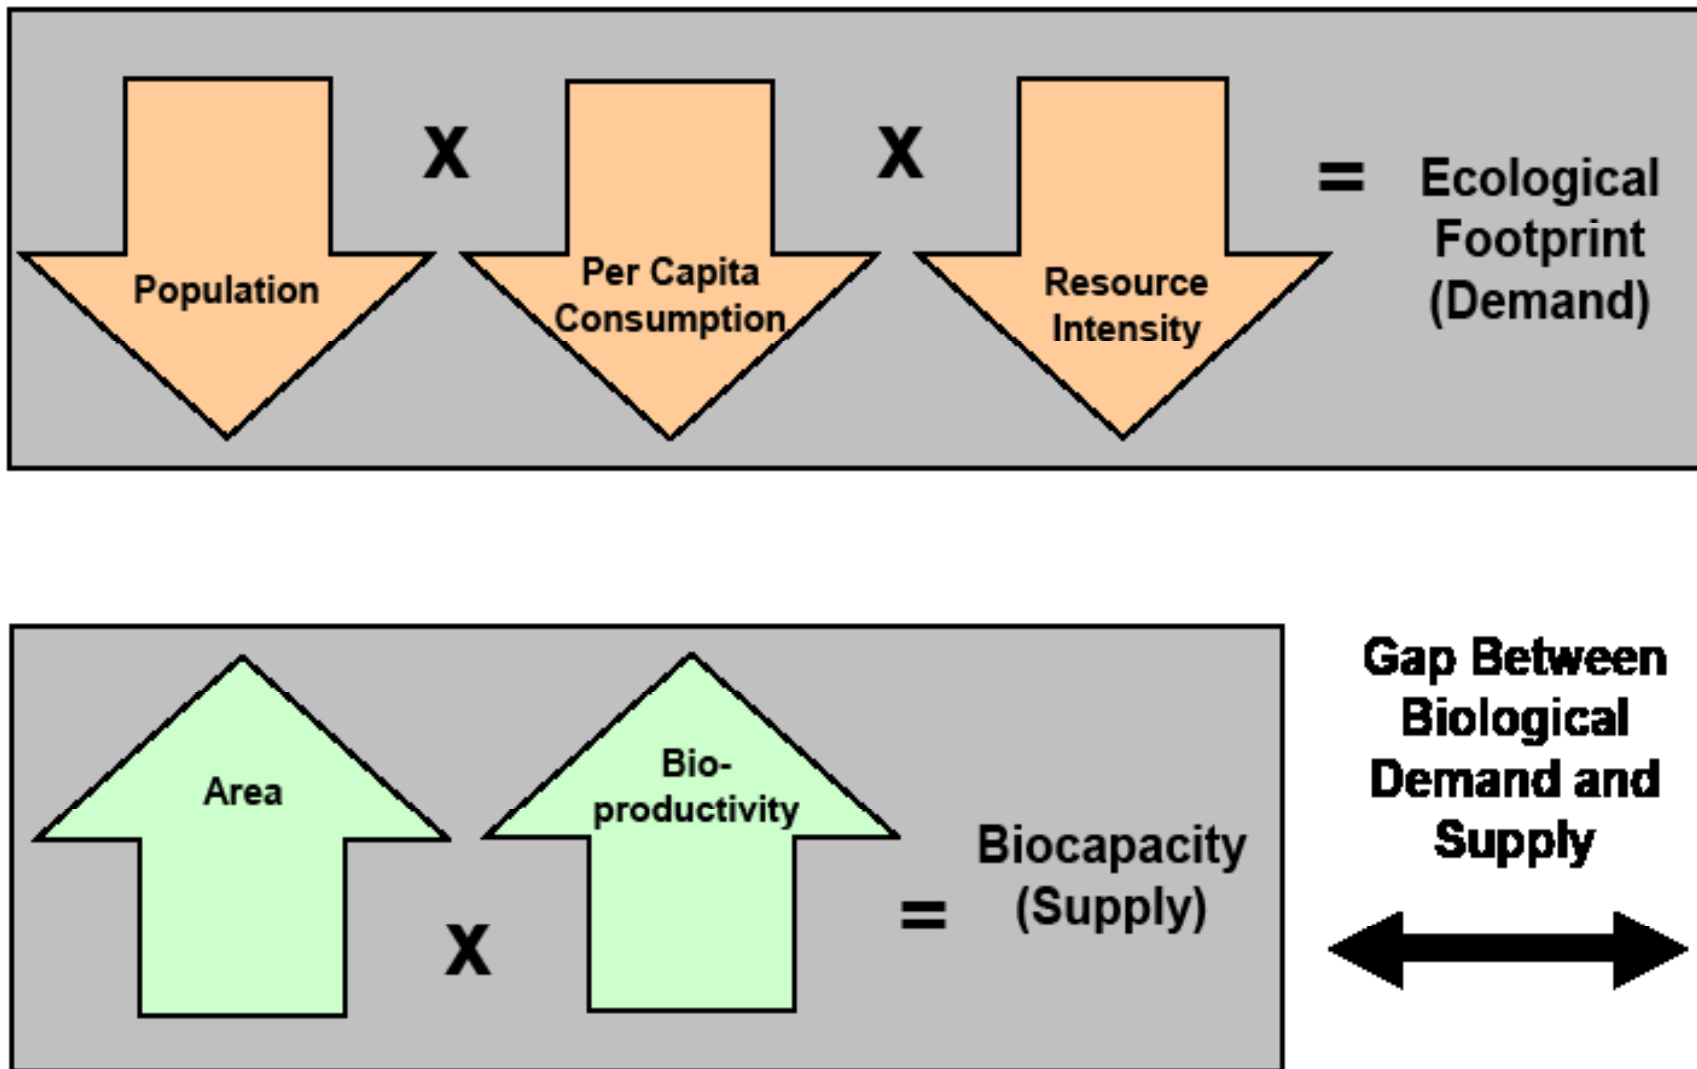 Population
X
Per Capita
Consumption
X
Resource
Intensity
=
Ecological
Footprint
(Demand)
Area
X
Bio-
productivity
=
Biocapacity
(Supply)
Gap Between
Biological
Demand and
Supply